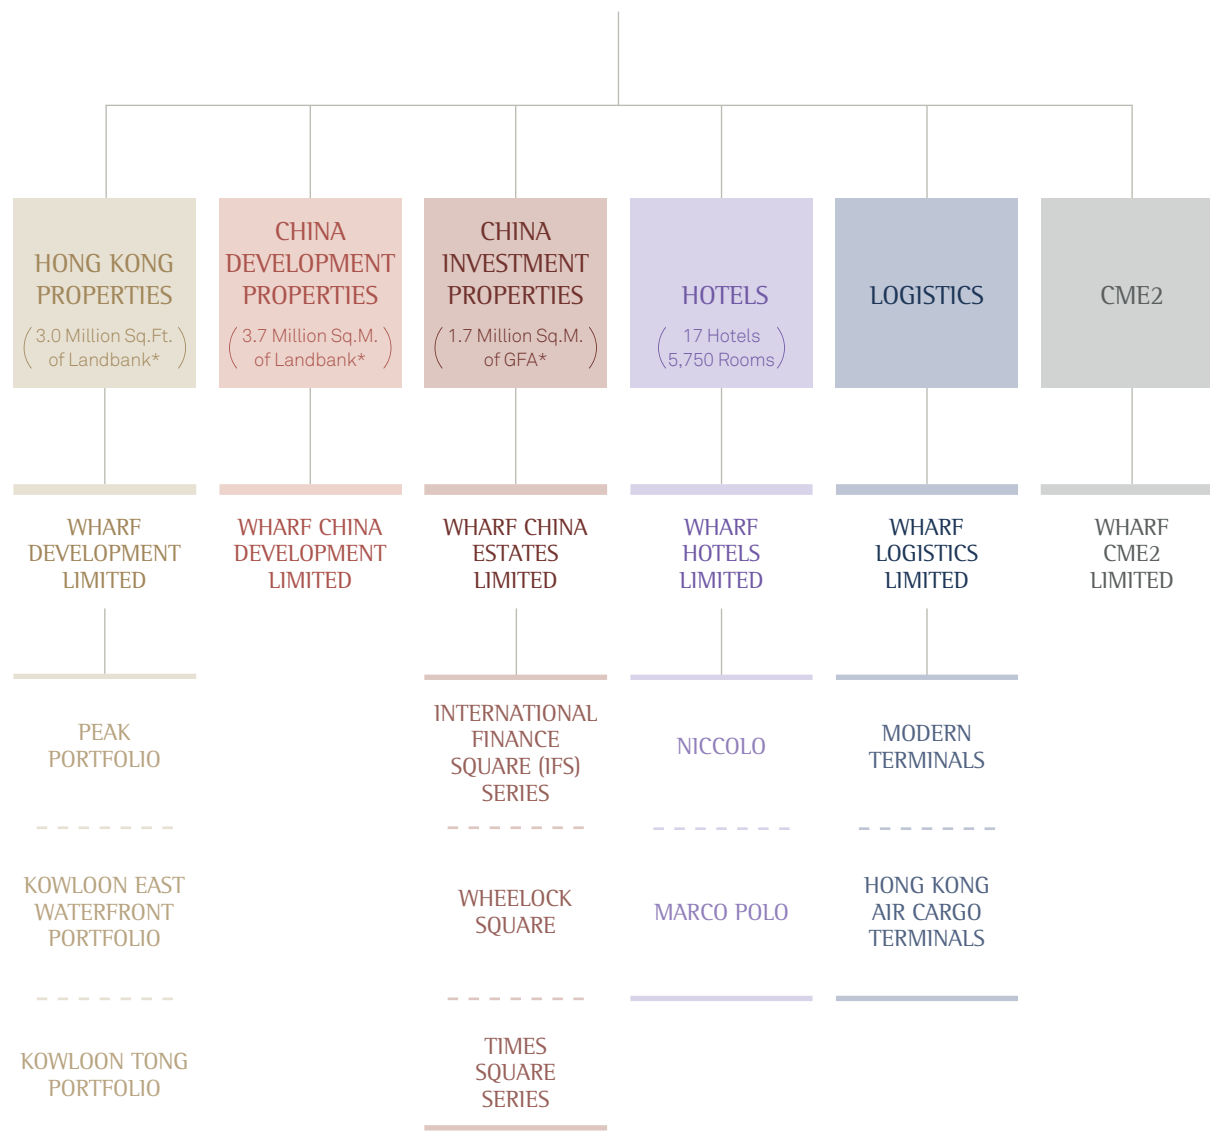 HONG KONG
PROPERTIES
(3.0 Million Sq.Ft.
of Landbank*)
CHINA
DEVELOPMENT
PROPERTIES
(3.7 Million Sq.M.
of Landbank*)
CHINA
INVESTMENT
PROPERTIES
(1.7 Million Sq.M.
of GFA*)
HOTELS
(17 Hotels
5,750 Rooms)
LOGISTICS
CME2
WHARF
DEVELOPMENT
LIMITED
WHARF CHINA
DEVELOPMENT
LIMITED
WHARF CHINA
ESTATES
LIMITED
WHARF
HOTELS
LIMITED
WHARF
LOGISTICS
LIMITED
WHARF
CME2
LIMITED
PEAK
PORTFOLIO
INTERNATIONAL
FINANCE
SQUARE (IFS)
SERIES
NICCOLO
MODERN
TERMINALS
KOWLOON EAST
WATERFRONT
PORTFOLIO
WHEELOCK
SQUARE
MARCO POLO
HONG KONG
AIR CARGO
TERMINALS
KOWLOON TONG
PORTFOLIO
TIMES
SQUARE
SERIES